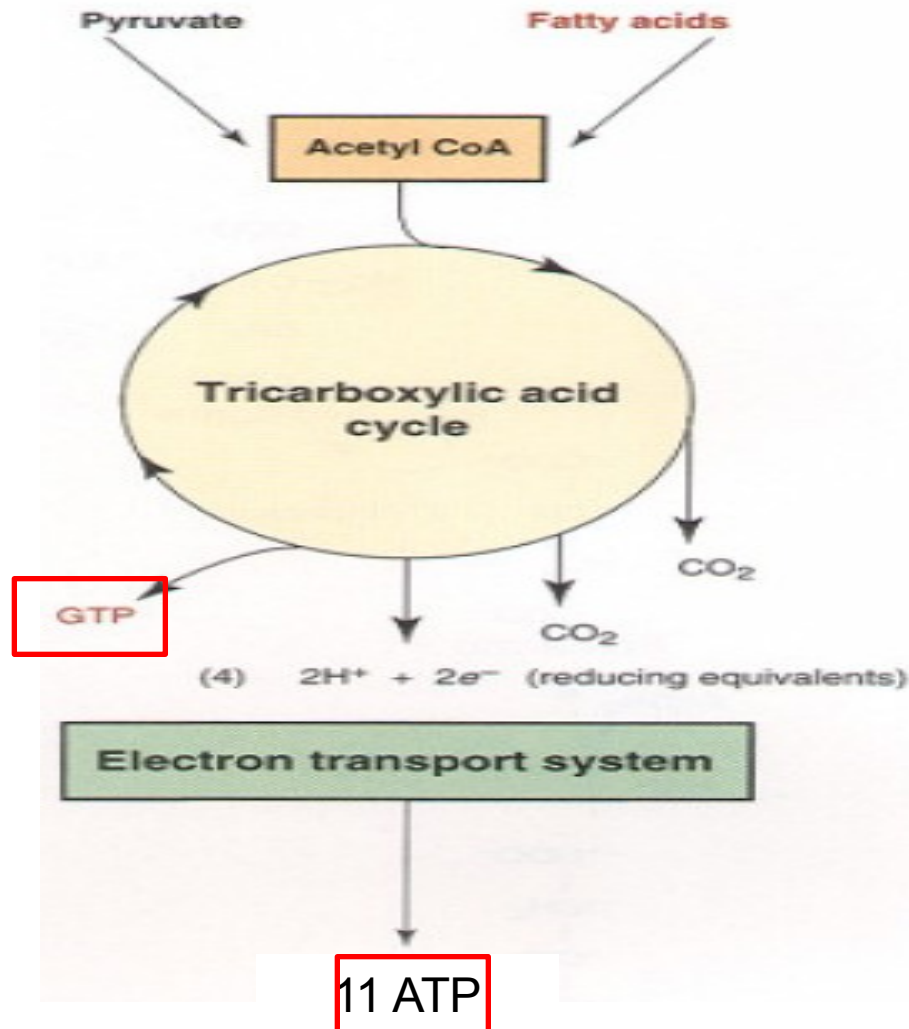 Pyruvate Fatty acids
Acetyl CoA
Tricarboxylic acid
cycle
CO₂
GTP
CO₂
(4) 2H⁺ + 2e⁻ (reducing equivalents)
Electron transport system
11 ATP